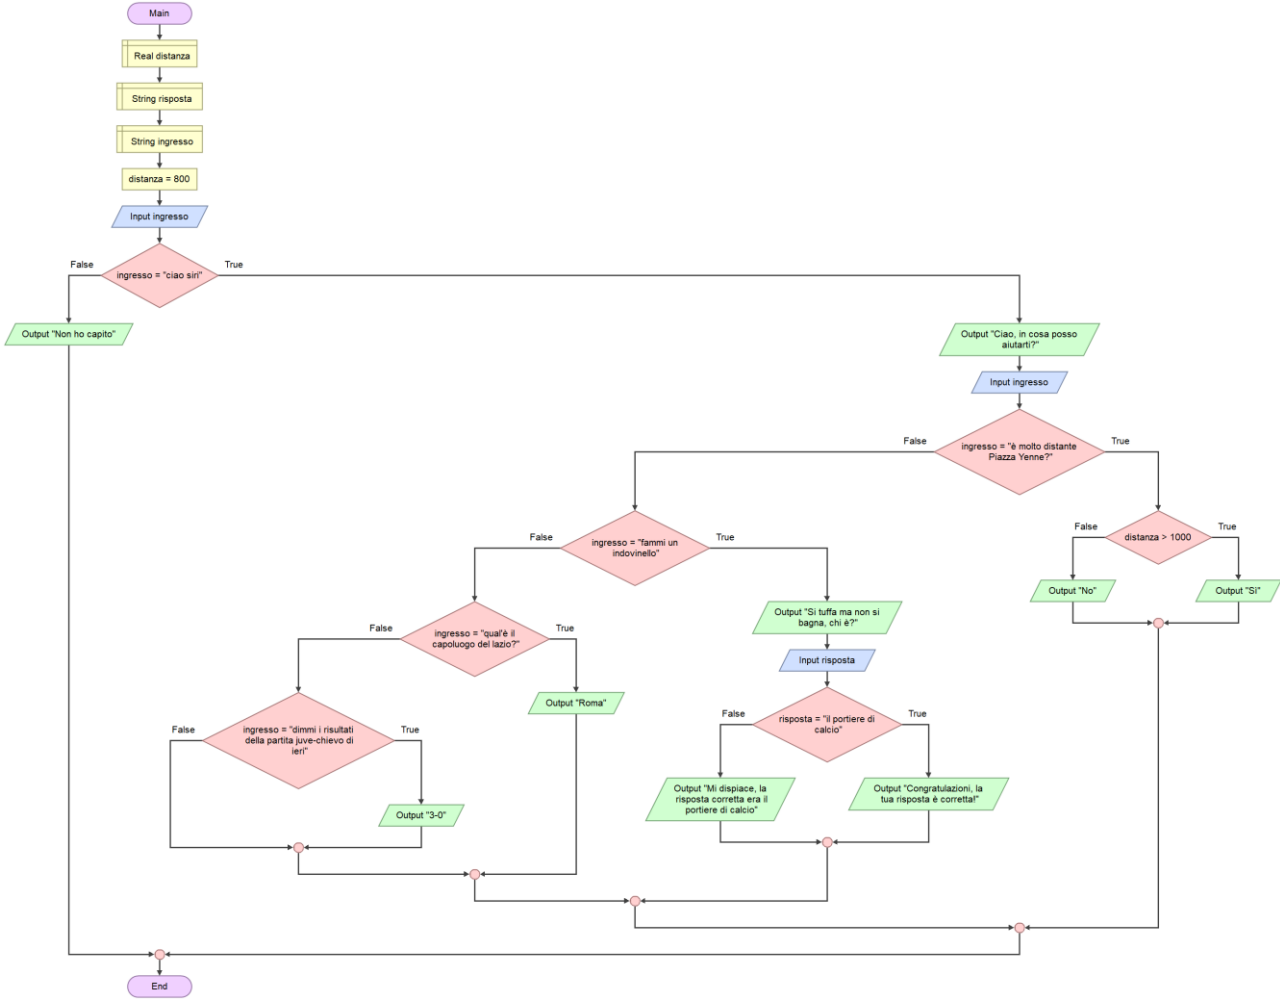 Main
Real distanza
String risposta
String ingresso
distanza = 800
Input ingresso
False
ingresso = "ciao siri"
True
Output "Non ho capito"
Output "Ciao, in cosa posso
aiutarti?"
Input ingresso
False
ingresso = "è molto distante
Piazza Yenne?"
True
False
distanza > 1000
True
Output "No"
Output "Si"
False
ingresso = "fammi un
indovinello"
True
Output "Si tuffa ma non si
bagna, chi è?"
Input risposta
False
risposta = "il portiere di
calcio"
True
Output "Mi dispiace, la
risposta corretta era il
portiere di calcio"
Output "Congratulazioni, la
tua risposta è corretta!"
False
ingresso = "qual'è il
capoluogo del lazio?"
True
Output "Roma"
False
ingresso = "dimmi i risultati
della partita juve-chievo di
ieri"
True
Output "3-0"
End